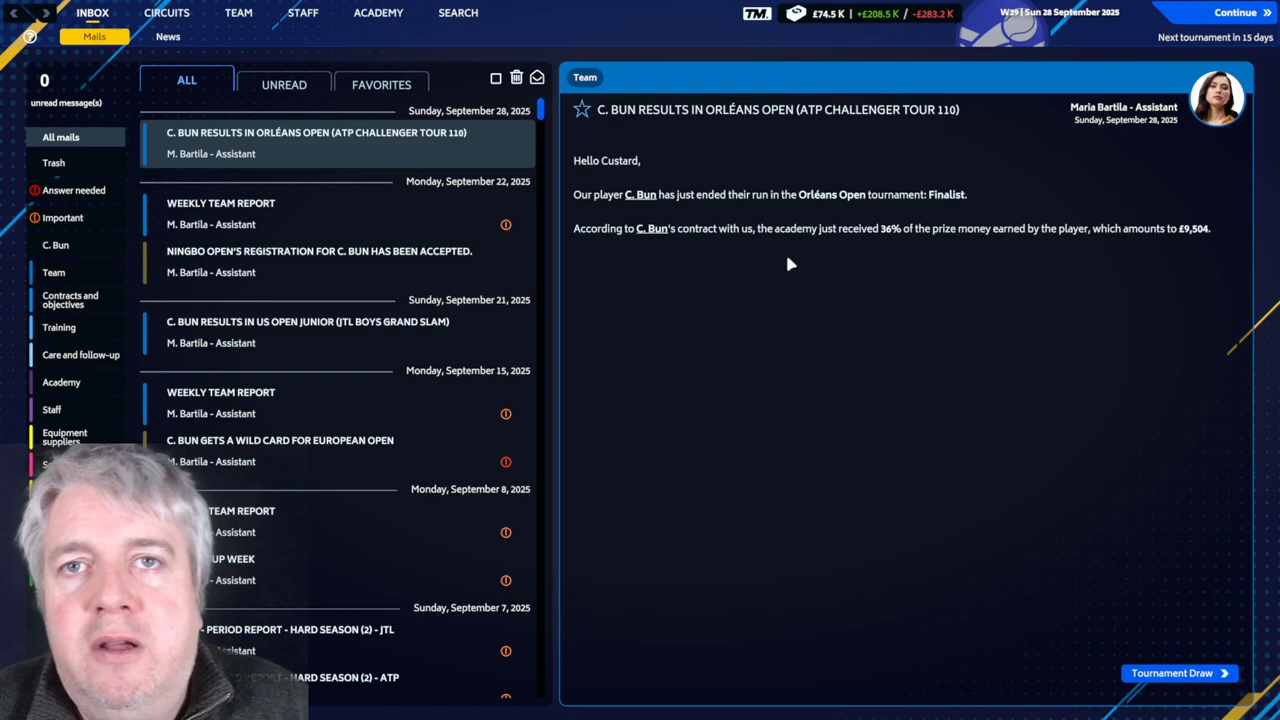 INBOX
CIRCUITS
TEAM
STAFF
ACADEMY
SEARCH
TM.
£74.5 K | +£208.5 K / -£283.2 K
W39 | Sun 28 September 2025
Continue
Mails
News
Next tournament in 15 days
0
unread message(s)
All mails
Trash
Answer needed
Important
C. Bun
Team
Contracts and
objectives
Training
Care and follow-up
Academy
Staff
Equipment
suppliers
ALL
UNREAD
FAVORITES
Sunday, September 28, 2025
C. BUN RESULTS IN ORLÉANS OPEN (ATP CHALLENGER TOUR 110)
M. Bartila - Assistant
Monday, September 22, 2025
WEEKLY TEAM REPORT
M. Bartila - Assistant
NINGBO OPEN'S REGISTRATION FOR C. BUN HAS BEEN ACCEPTED.
M. Bartila - Assistant
Sunday, September 21, 2025
C. BUN RESULTS IN US OPEN JUNIOR (JTL BOYS GRAND SLAM)
M. Bartila - Assistant
Monday, September 15, 2025
WEEKLY TEAM REPORT
M. Bartila - Assistant
C. BUN GETS A WILD CARD FOR EUROPEAN OPEN
M. Bartila - Assistant
Monday, September 8, 2025
TEAM REPORT
Assistant
UP WEEK
- Assistant
Sunday, September 7, 2025
- PERIOD REPORT - HARD SEASON (2) - JTL
REPORT - HARD SEASON (2) - ATP
Team
C. BUN RESULTS IN ORLÉANS OPEN (ATP CHALLENGER TOUR 110)
Maria Bartila - Assistant
Sunday, September 28, 2025
Hello Custard,
Our player C. Bun has just ended their run in the Orléans Open tournament: Finalist.
According to C. Bun's contract with us, the academy just received 36% of the prize money earned by the player, which amounts to £9,504.
Tournament Draw